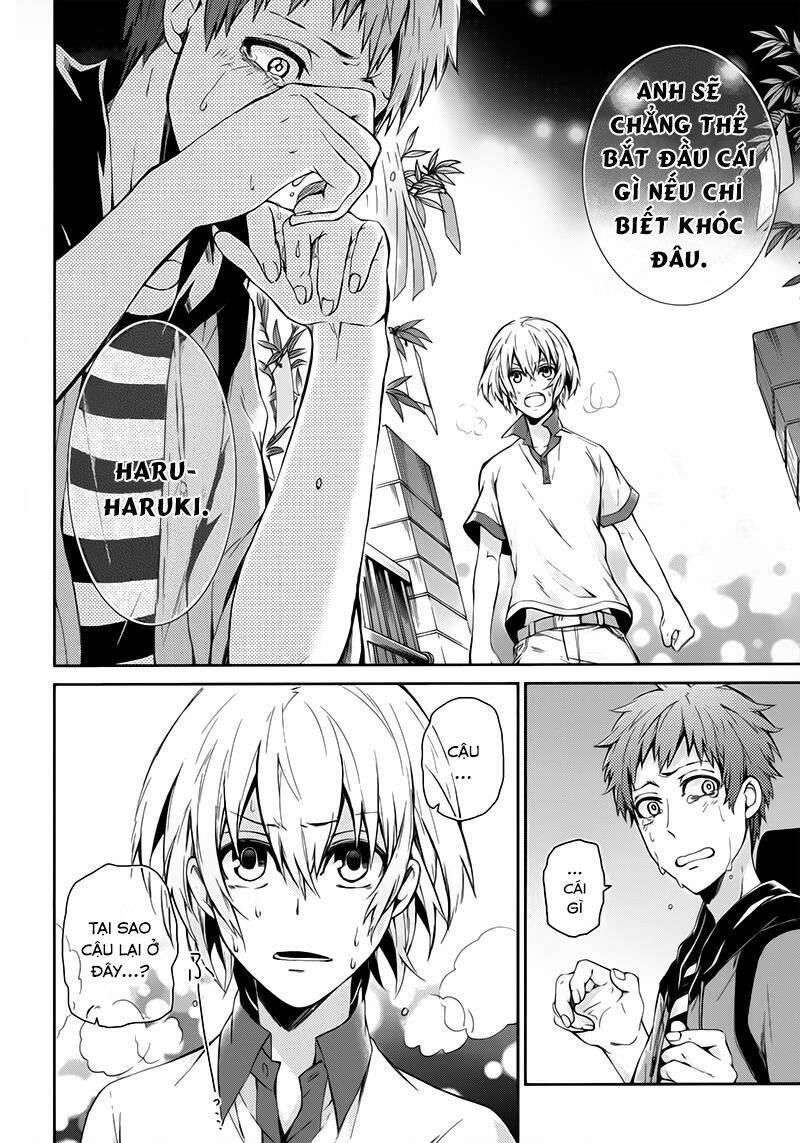 ANH SẼ
CHẲNG THỂ
BẮT ĐẦU CÁI
GÌ NẾU CHỈ
BIẾT KHÓC
ĐÂU.
HARU-
HARUKI.
...
CÁI
GÌ
CẬU
...
TẠI SAO
CẬU LẠI Ở
ĐÂY...?